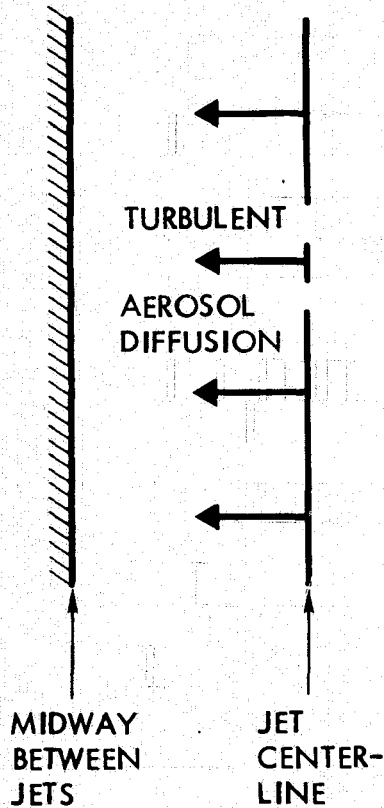 TURBULENT
AEROSOL
DIFFUSION
MIDWAY
BETWEEN
JETS
JET
CENTER-
LINE